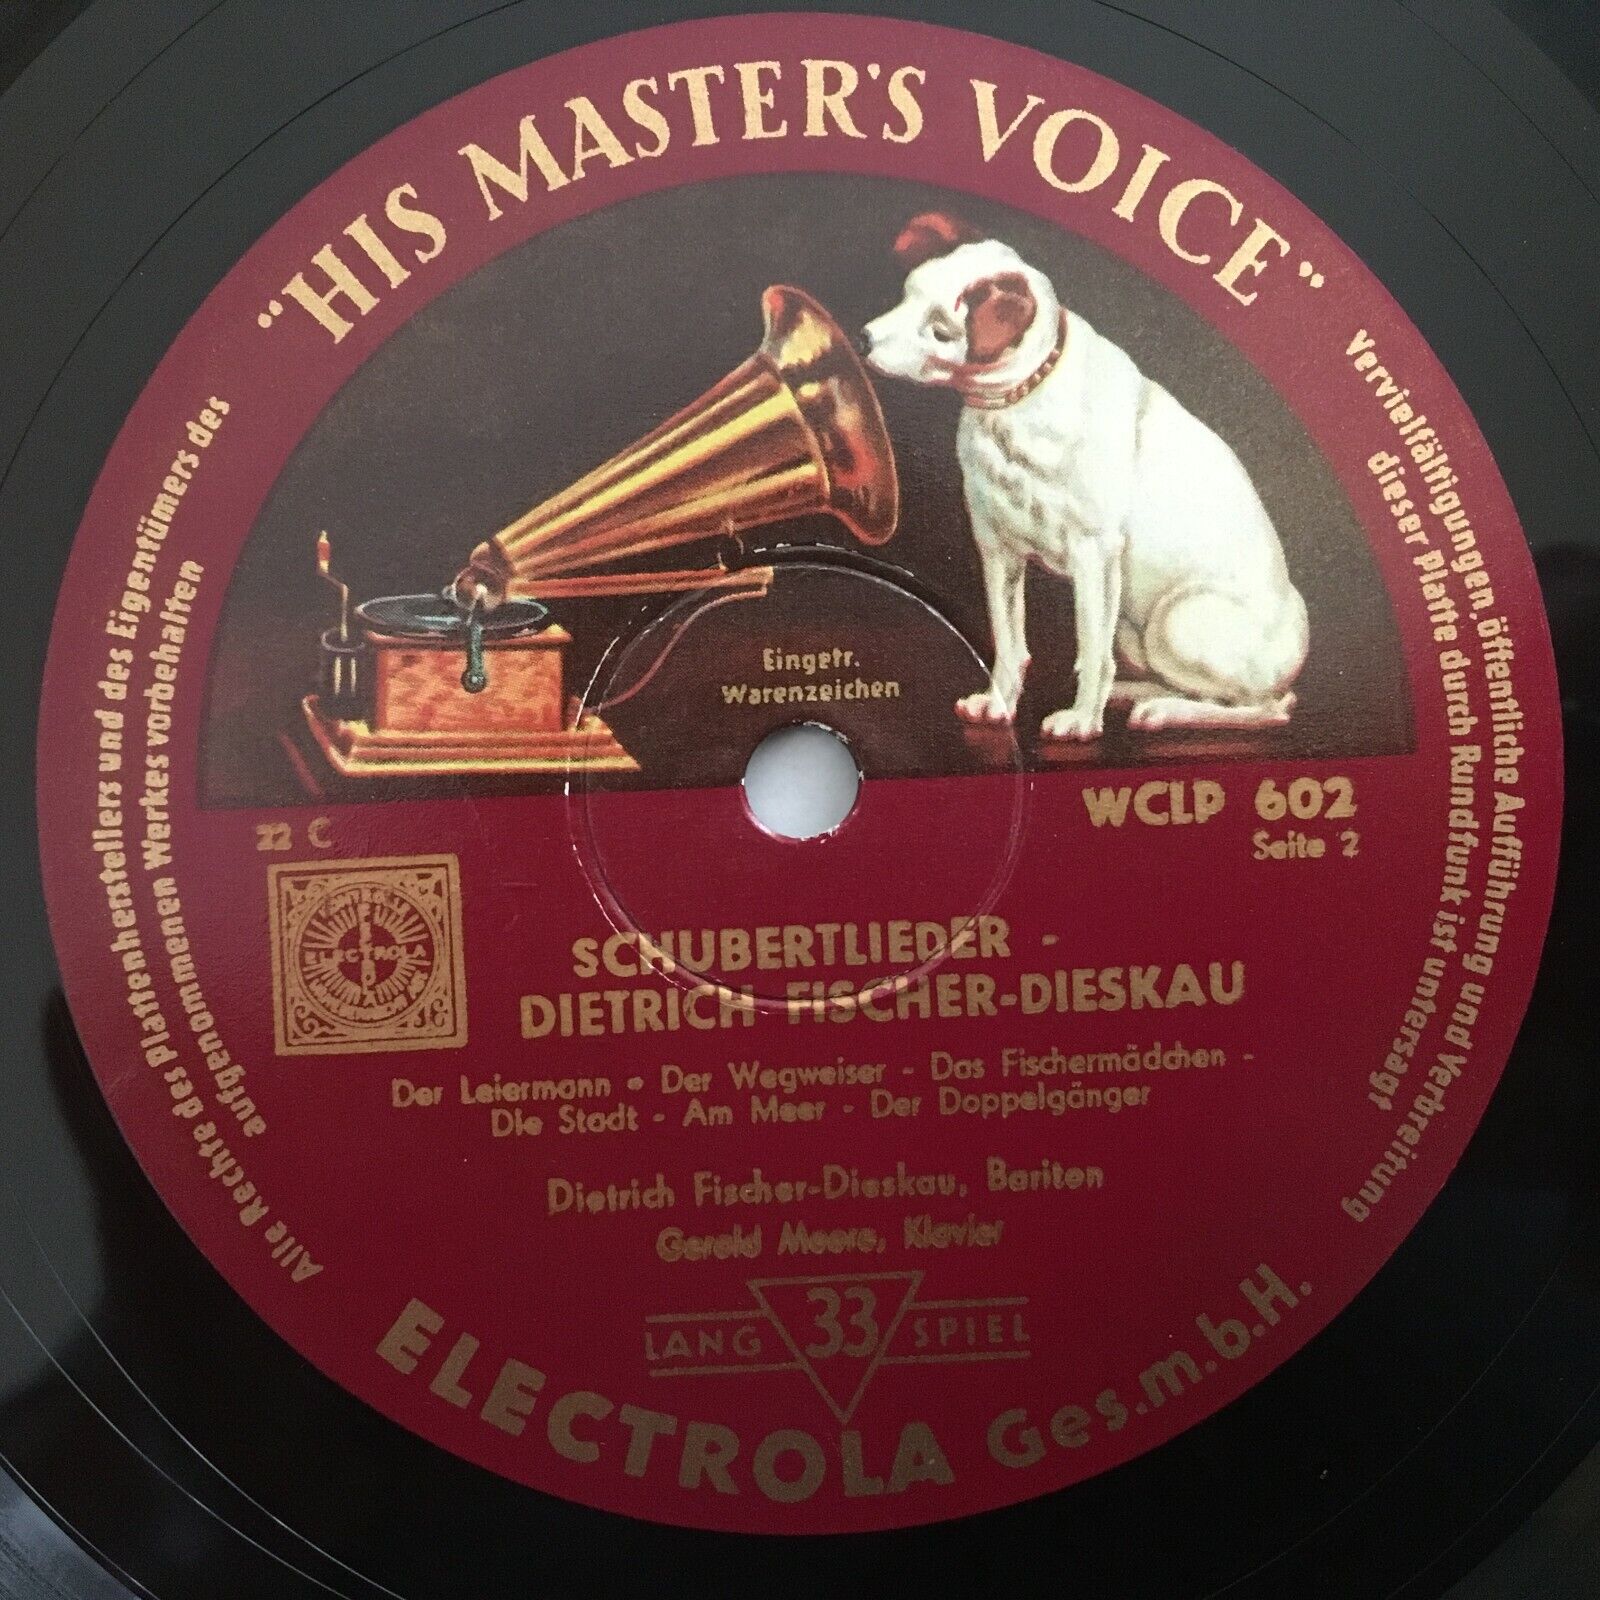 "HIS MASTER'S VOICE"
Eingetr.
Warenzeichen
WCLP 602
Seite 2
22 C
ELECTROLA
SCHUBERTLIEDER -
DIETRICH FISCHER-DIESKAU
Der Leiermann - Der Wegweiser - Das Fischermädchen -
Die Stadt - Am Meer - Der Doppelgänger
Dietrich Fischer-Dieskau, Bariton
Gerald Moore, Klavier
LANG 33 SPIEL
ELECTROLA Ges.m.b.H.
Alle Rechte des Plattenherstellers und des Eigentümers des
aufgenommenen Werkes vorbehalten
Vervielfältigungen, öffentliche Aufführung und Verbreitung
dieser Platte durch Rundfunk ist untersagt